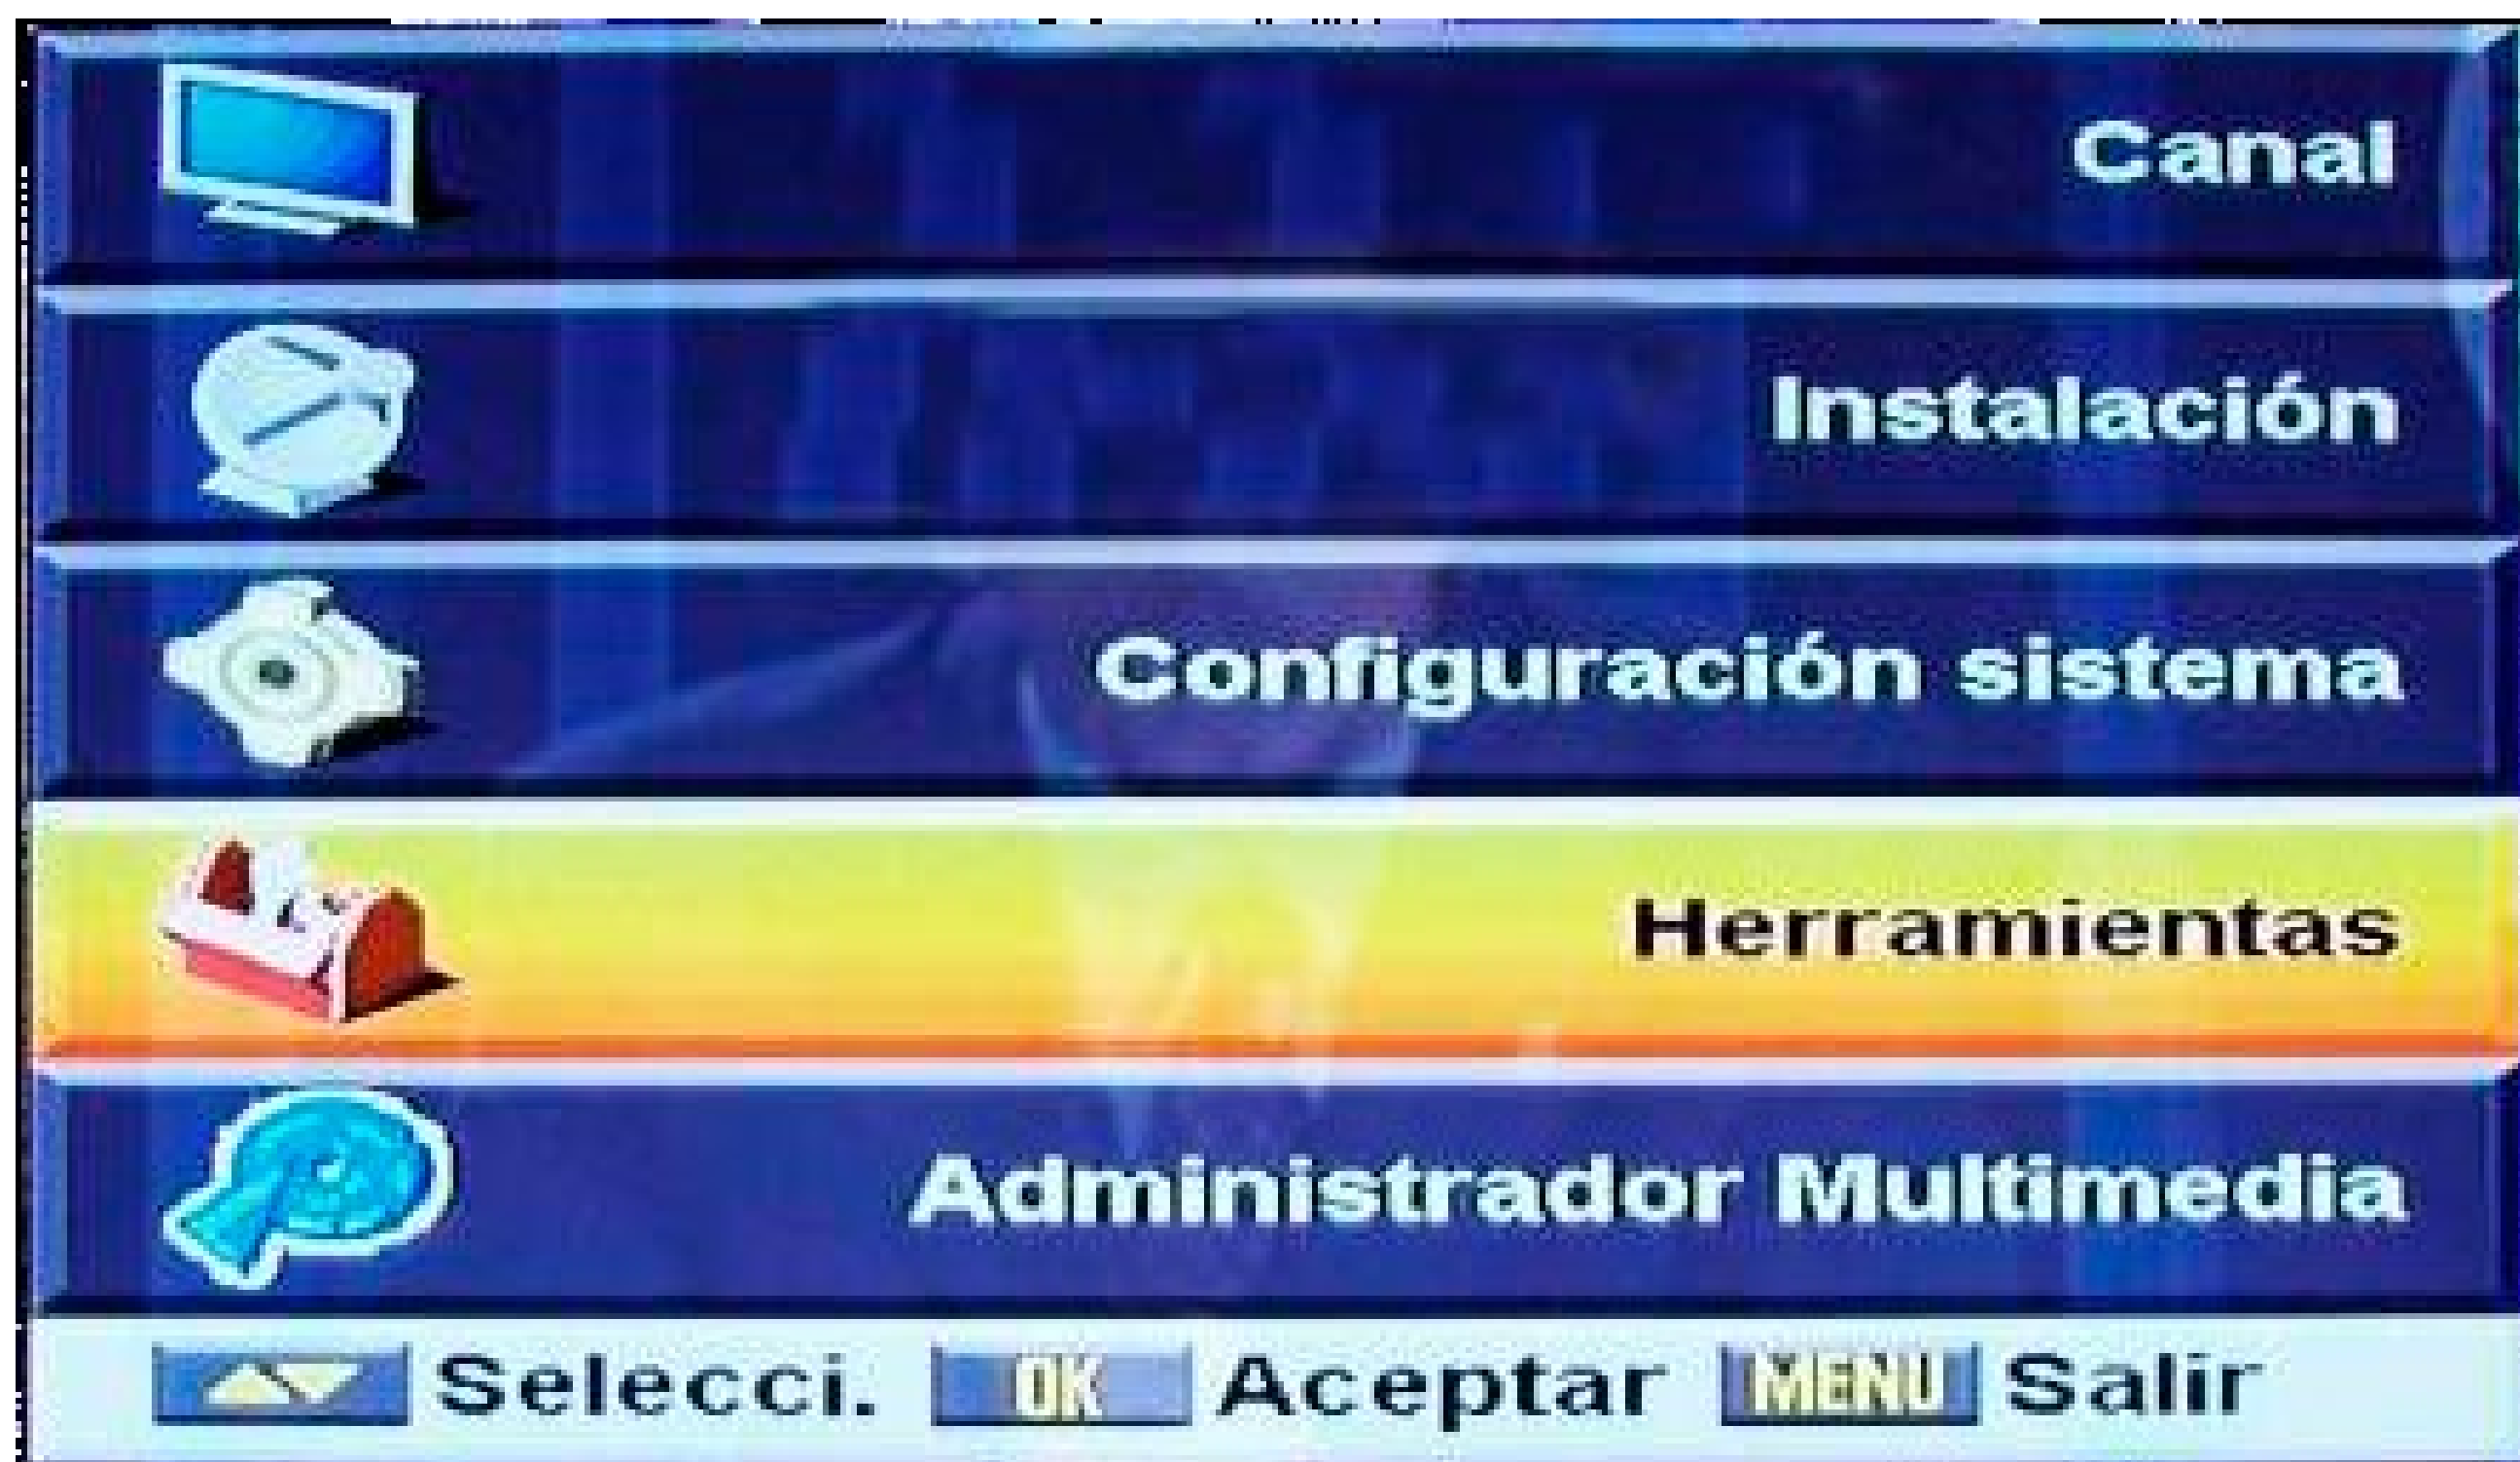 Canal
Instalación
Configuración sistema
Herramientas
Administrador Multimedia
Selecci. OK Aceptar MENU Salir